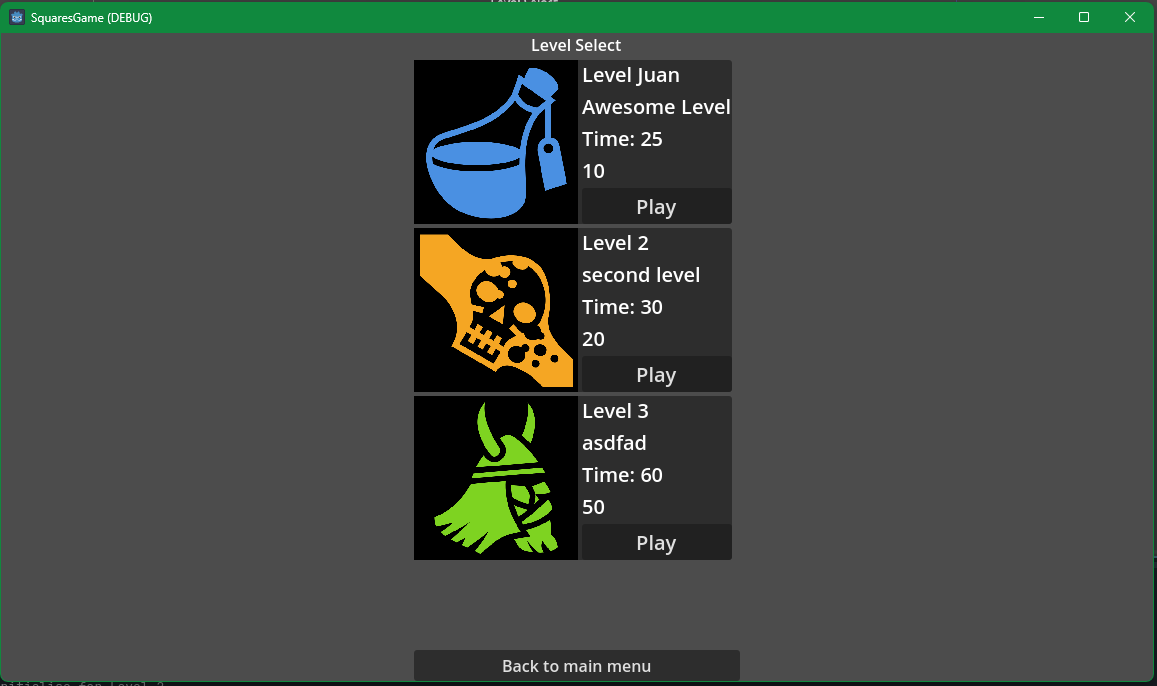 SquaresGame (DEBUG)
Level Select
Level Juan
Awesome Level
Time: 25
10
Play
Level 2
second level
Time: 30
20
Play
Level 3
asdfad
Time: 60
50
Play
Back to main menu